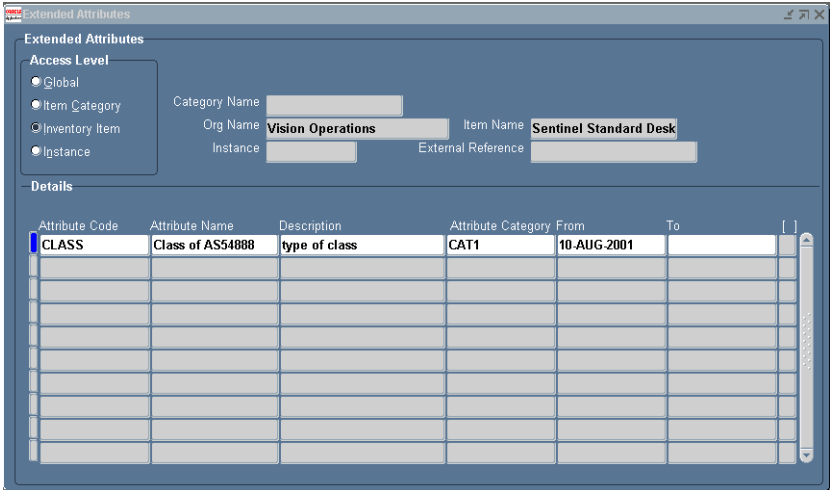 Extended Attributes
Extended Attributes
Access Level
Global
Item Category
Inventory Item
Instance
Category Name
Org Name Vision Operations Item Name Sentinel Standard Desk
Instance External Reference
Details
Attribute Code Attribute Name Description Attribute Category From To [ ]
CLASS Class of AS54888 type of class CAT1 10-AUG-2001